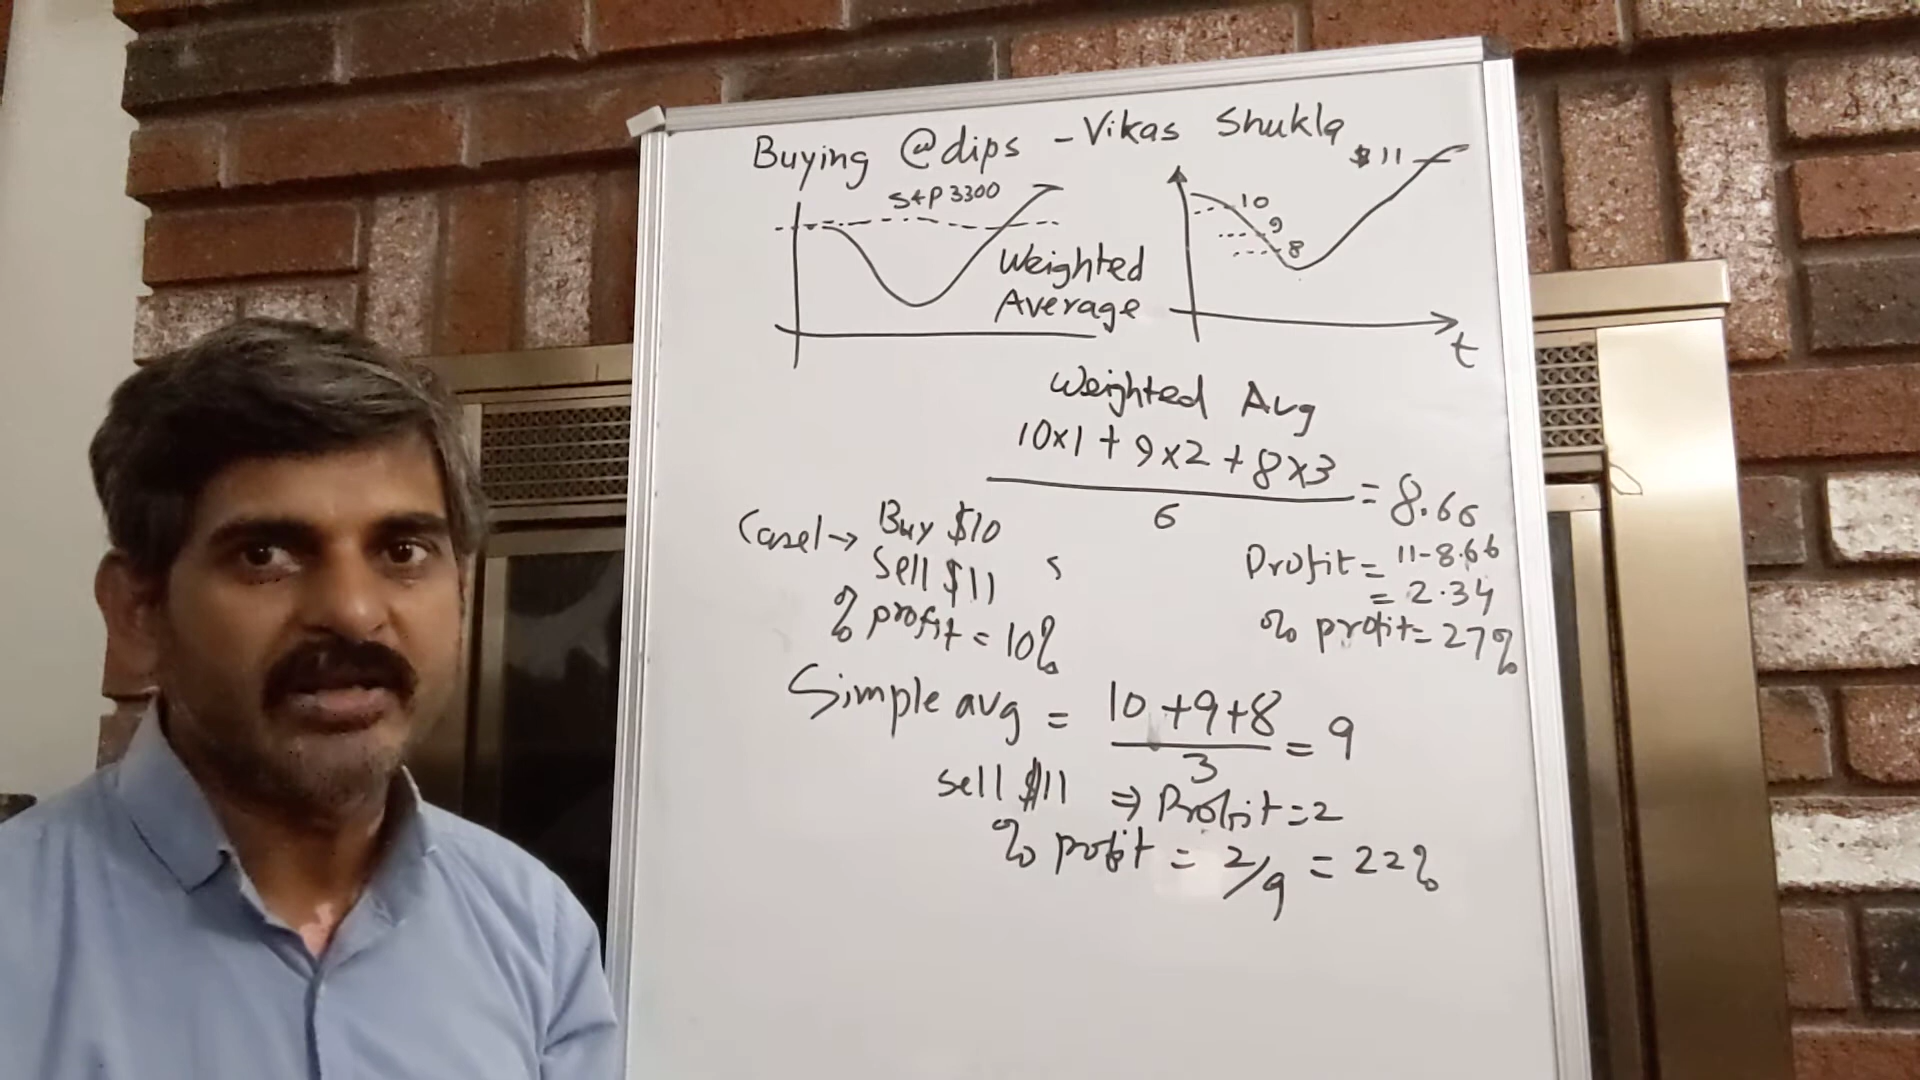 Buying @dips - Vikas Shukla
S&P 3300
Weighted
Average
$11
10
9
8
t
Weighted Avg
10x1 + 9x2 + 8x3
6
= 8.66
Case1 → Buy $10
Sell $11
% profit = 10%
Profit = 11-8.66
= 2.34
% profit = 27%
Simple avg = 10+9+8 = 9
3
sell $11 ⇒ Profit = 2
% profit = 2/9 = 22%